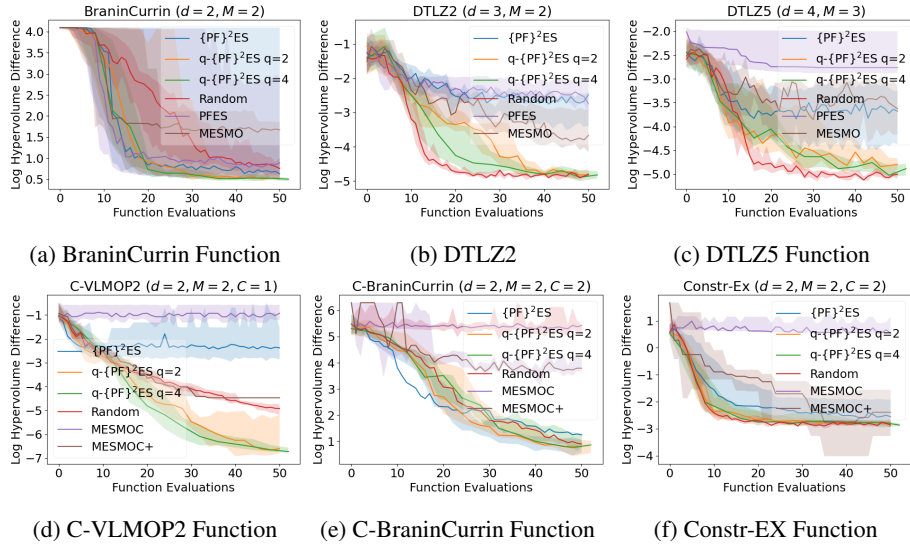 BraninCurrin (d = 2, M = 2)
Log Hypervolume Difference
4.0
3.5
3.0
2.5
2.0
1.5
1.0
0.5
{PF}²ES
q-{PF}²ES q=2
q-{PF}²ES q=4
Random
PFES
MESMO
0 10 20 30 40 50
Function Evaluations
(a) BraninCurrin Function
DTLZ2 (d = 3, M = 2)
Log Hypervolume Difference
−1
−2
−3
−4
−5
{PF}²ES
q-{PF}²ES q=2
q-{PF}²ES q=4
Random
PFES
MESMO
0 10 20 30 40 50
Function Evaluations
(b) DTLZ2
DTLZ5 (d = 4, M = 3)
Log Hypervolume Difference
−2.0
−2.5
−3.0
−3.5
−4.0
−4.5
−5.0
{PF}²ES
q-{PF}²ES q=2
q-{PF}²ES q=4
Random
PFES
MESMO
0 10 20 30 40 50
Function Evaluations
(c) DTLZ5 Function
C-VLMOP2 (d = 2, M = 2, C = 1)
Log Hypervolume Difference
−1
−2
−3
−4
−5
−6
−7
{PF}²ES
q-{PF}²ES q=2
q-{PF}²ES q=4
Random
MESMOC
MESMOC+
0 10 20 30 40 50
Function Evaluations
(d) C-VLMOP2 Function
C-BraninCurrin (d = 2, M = 2, C = 2)
Log Hypervolume Difference
6
5
4
3
2
1
{PF}²ES
q-{PF}²ES q=2
q-{PF}²ES q=4
Random
MESMOC
MESMOC+
0 10 20 30 40 50
Function Evaluations
(e) C-BraninCurrin Function
Constr-Ex (d = 2, M = 2, C = 2)
Log Hypervolume Difference
1
0
−1
−2
−3
−4
{PF}²ES
q-{PF}²ES q=2
q-{PF}²ES q=4
Random
MESMOC
MESMOC+
0 10 20 30 40 50
Function Evaluations
(f) Constr-EX Function